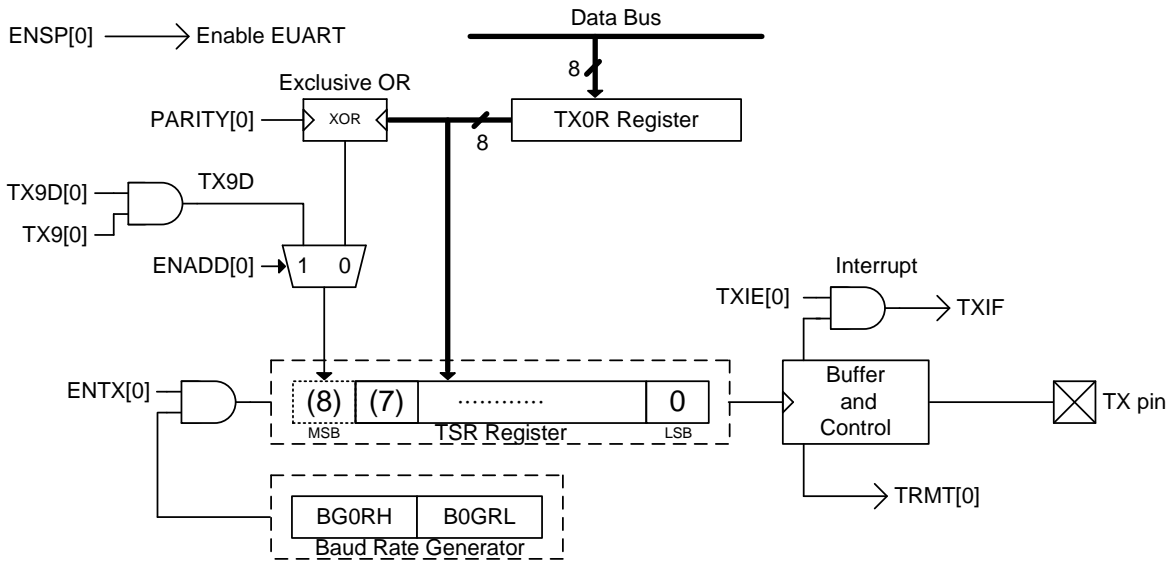 Data Bus
ENSP[0]
Enable EUART
8
Exclusive OR
PARITY[0]
XOR
TX0R Register
8
TX9D[0]
TX9D
TX9[0]
ENADD[0]
1 0
Interrupt
TXIE[0]
TXIF
ENTX[0]
(8) (7) ............ 0
MSB
TSR Register
LSB
Buffer
and
Control
TX pin
TRMT[0]
BG0RH
B0GRL
Baud Rate Generator